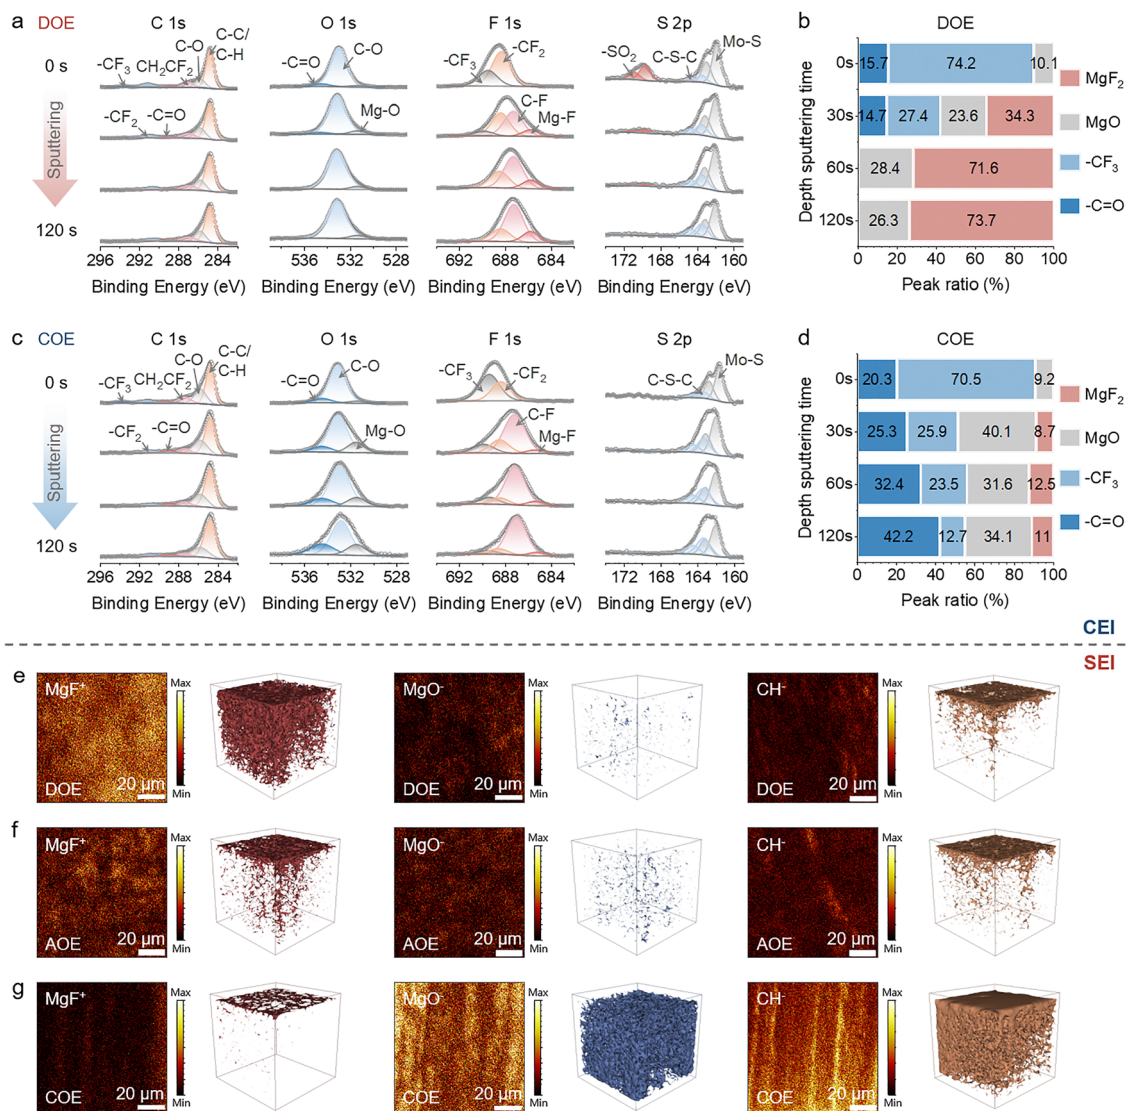 a DOE C 1s O 1s F 1s S 2p
0 s
Sputtering
120 s
-CF₃ CH₂CF₂ C-O C-C/
C-H
-CF₂ -C=O
-C=O C-O
Mg-O
-CF₃ -CF₂
C-F
Mg-F
-SO₂ C-S-C Mo-S
296 292 288 284 536 532 528 692 688 684 172 168 164 160
Binding Energy (eV) Binding Energy (eV) Binding Energy (eV) Binding Energy (eV)
b DOE
Depth sputtering time
0s 15.7 74.2 10.1
30s 14.7 27.4 23.6 34.3
60s 28.4 71.6
120s 26.3 73.7
0 20 40 60 80 100
Peak ratio (%)
MgF₂
MgO
-CF₃
-C=O
c COE C 1s O 1s F 1s S 2p
0 s
Sputtering
120 s
-CF₃ CH₂CF₂ C-O C-C/
C-H
-CF₂ -C=O
-C=O C-O
Mg-O
-CF₃ -CF₂
C-F
Mg-F
C-S-C Mo-S
296 292 288 284 536 532 528 692 688 684 172 168 164 160
Binding Energy (eV) Binding Energy (eV) Binding Energy (eV) Binding Energy (eV)
d COE
Depth sputtering time
0s 20.3 70.5 9.2
30s 25.3 25.9 40.1 8.7
60s 32.4 23.5 31.6 12.5
120s 42.2 12.7 34.1 11
0 20 40 60 80 100
Peak ratio (%)
MgF₂
MgO
-CF₃
-C=O
CEI
SEI
e MgF⁺ Max MgO⁻ Max CH⁻ Max
20 μm 20 μm 20 μm
DOE Min DOE Min DOE Min
f MgF⁺ Max MgO⁻ Max CH⁻ Max
20 μm 20 μm 20 μm
AOE Min AOE Min AOE Min
g MgF⁺ Max MgO⁻ Max CH⁻ Max
20 μm 20 μm 20 μm
COE Min COE Min COE Min